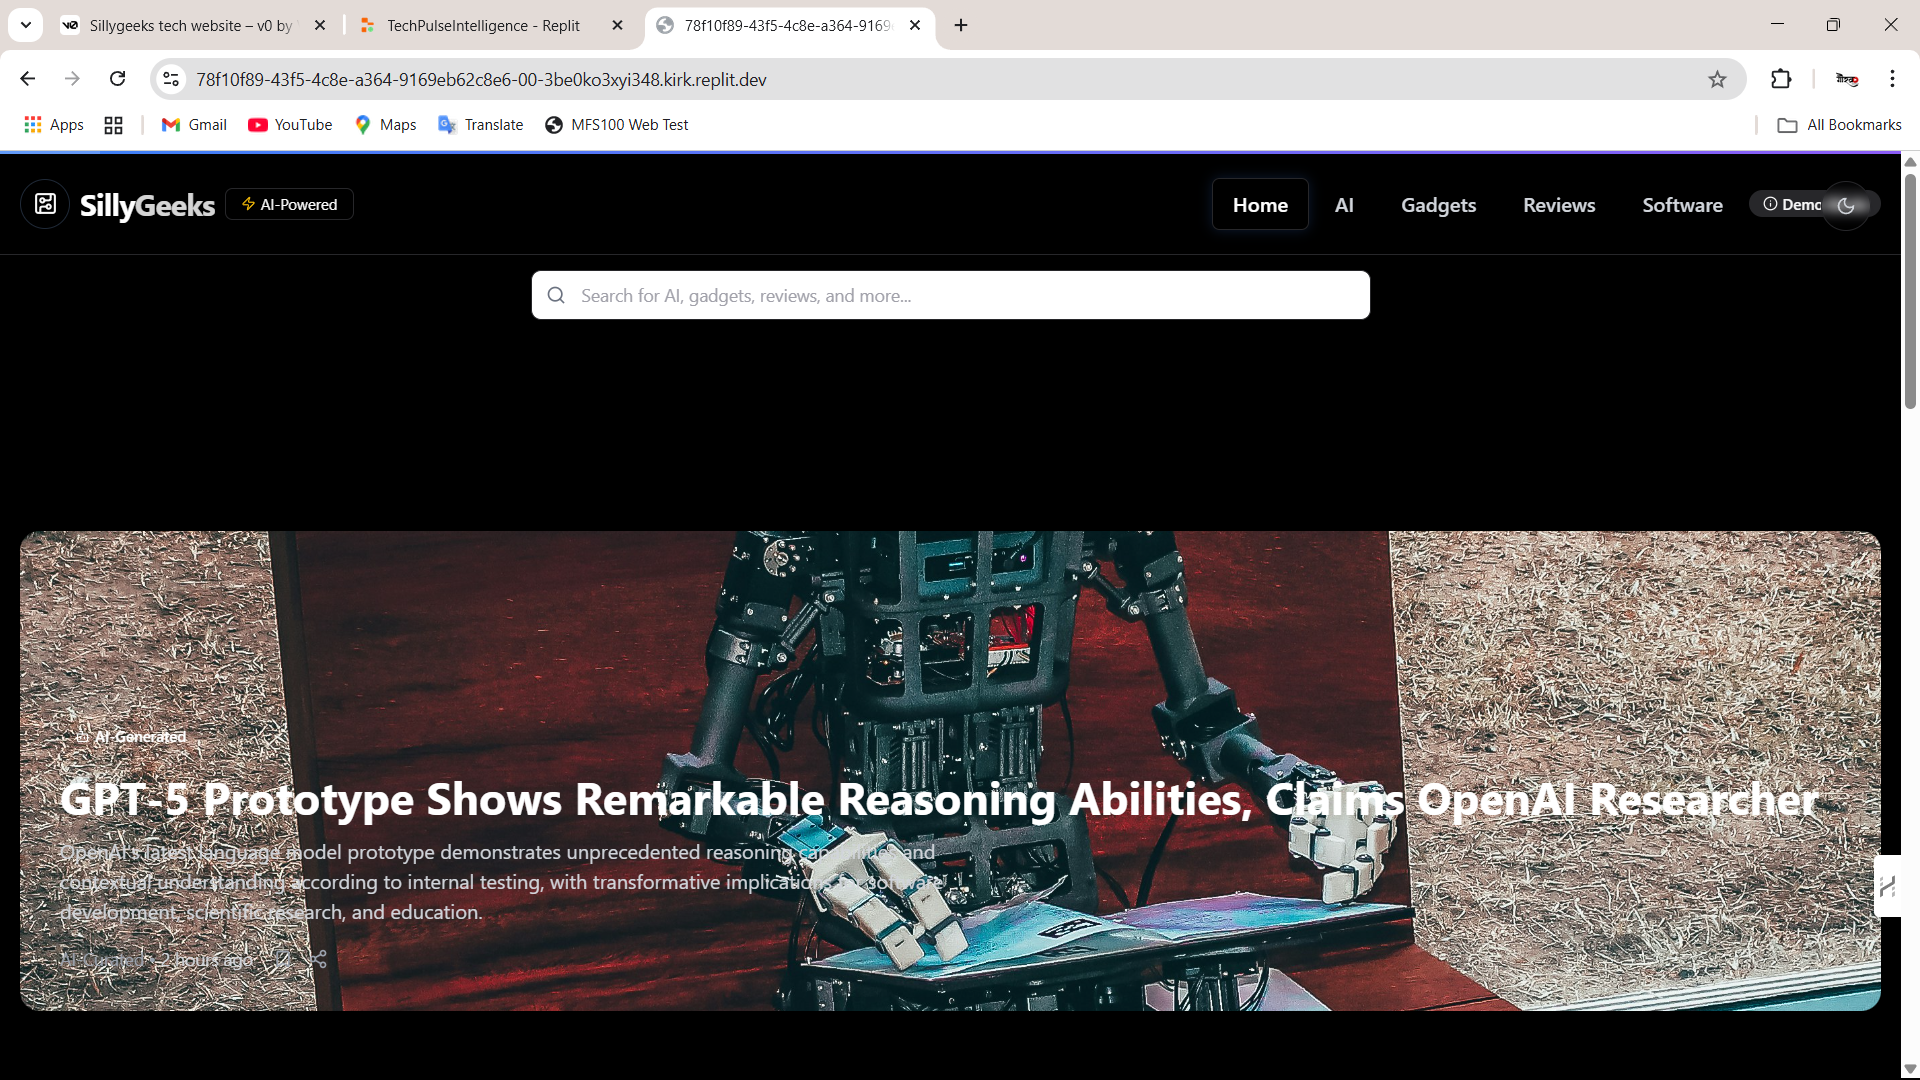 Sillygeeks tech website – v0 by
TechPulseIntelligence - Replit
78f10f89-43f5-4c8e-a364-9169
78f10f89-43f5-4c8e-a364-9169eb62c8e6-00-3be0ko3xyi348.kirk.replit.dev
Apps
Gmail
YouTube
Maps
Translate
MFS100 Web Test
All Bookmarks
SillyGeeks
AI-Powered
Home
AI
Gadgets
Reviews
Software
Demo
Search for AI, gadgets, reviews, and more...
AI-Generated
GPT-5 Prototype Shows Remarkable Reasoning Abilities, Claims OpenAI Researcher
OpenAI's latest language model prototype demonstrates unprecedented reasoning capabilities and
contextual understanding according to internal testing, with transformative implications for software
development, scientific research, and education.
AI-Curated • 2 hours ago